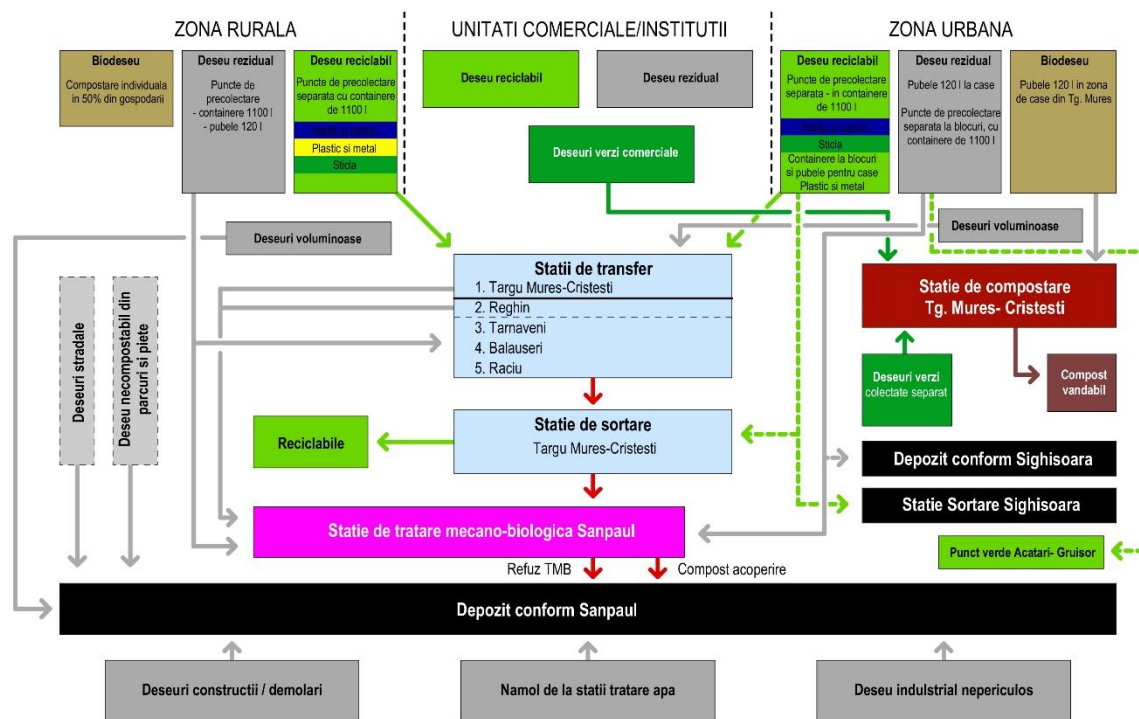 ZONA RURALA
UNITATI COMERCIALE/INSTITUTII
ZONA URBANA
Biodeseu
Compostare individuala
in 50% din gospodarii
Deseu rezidual
Puncte de
precolectare
- containere 1100 l
- pubele 120 l
Deseu reciclabil
Puncte de precolectare
separata cu containere
de 1100 l
Plastic si metal
Sticla
Deseu reciclabil
Deseu rezidual
Deseuri verzi comerciale
Deseu reciclabil
Puncte de precolectare
separata - in containere
de 1100 l
Sticla
Containere la blocuri
si pubele pentru case
Plastic si metal
Deseu rezidual
Pubele 120 l la case
Puncte de precolectare
separata la blocuri, cu
containere de 1100 l
Biodeseu
Pubele 120 l in zona
de case din Tg. Mures
Deseuri voluminoase
Deseuri voluminoase
Statii de transfer
1. Targu Mures-Cristesti
2. Reghin
3. Tarnaveni
4. Balauseri
5. Raciu
Statie de compostare
Tg. Mures- Cristesti
Deseuri stradale
Deseu necompostabil din
parcuri si piete
Deseuri verzi
colectate separat
Compost
vandabil
Reciclabile
Statie de sortare
Targu Mures-Cristesti
Depozit conform Sighisoara
Statie Sortare Sighisoara
Statie de tratare mecano-biologica Sanpaul
Punct verde Acatari- Gruisor
Refuz TMB
Compost acoperire
Depozit conform Sanpaul
Deseuri constructii / demolari
Namol de la statii tratare apa
Deseu indulstrial nepericulos